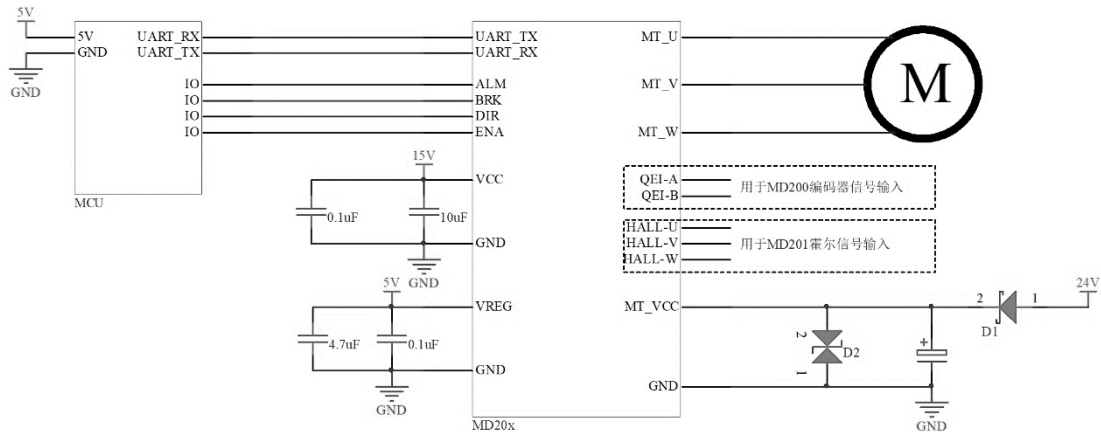 5V
5V
GND
GND
UART_RX
UART_TX
IO
IO
IO
IO
MCU
UART_TX
UART_RX
ALM
BRK
DIR
ENA
15V
VCC
0.1uF
10uF
GND
GND
5V
VREG
4.7uF
0.1uF
GND
GND
MD20x
MT_U
MT_V
MT_W
M
QEI-A
QEI-B
用于MD200编码器信号输入
HALL-U
HALL-V
HALL-W
用于MD201霍尔信号输入
MT_VCC
2
1
D1
24V
2
D2
1
+
GND
GND